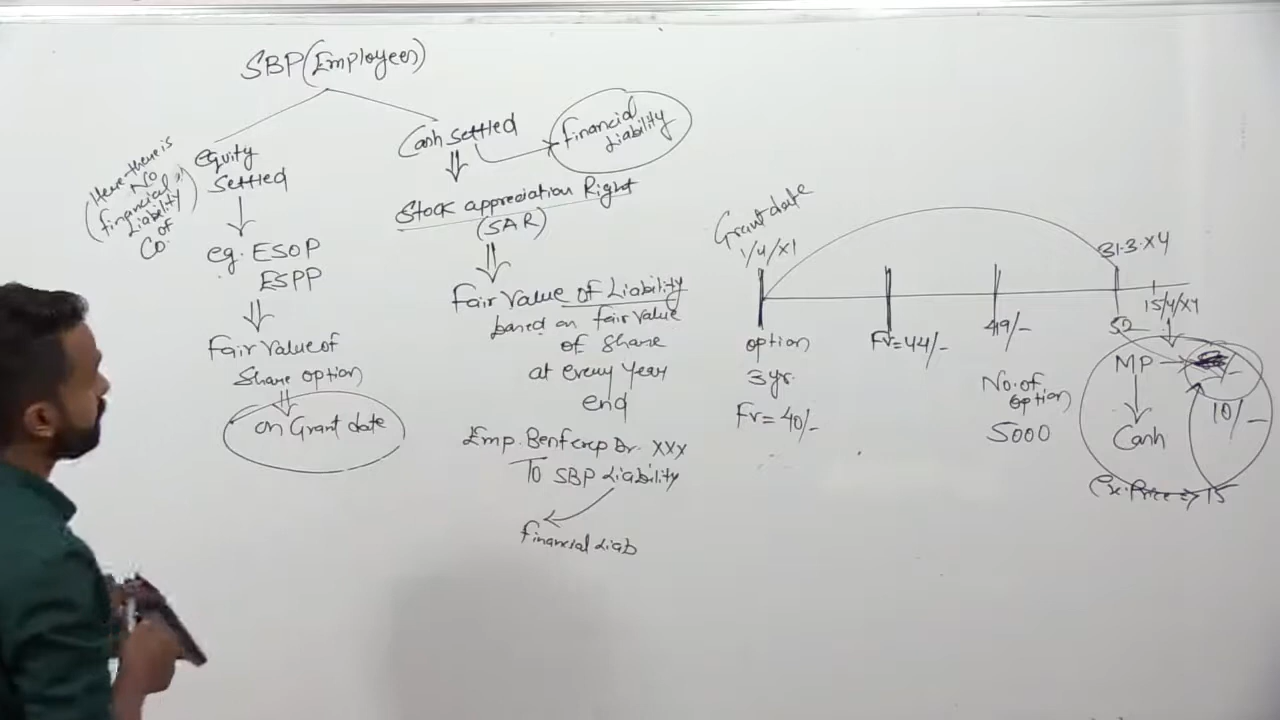 SBP (Employees)
Equity
Settled
(Here there is
No
financial
Liability
of
Co.)
eg. ESOP
ESPP
Fair Value of
Share option
on Grant date
Cash Settled
financial
Liability
Stock appreciation Right
(SAR)
Fair Value of Liability
based on fair value
of share
at every year
end
Emp. Benf exp Dr. XXX
To SBP Liability
financial Liab
Grant date
1/4/X1
31.3.X4
15/4/X4
option
3 yr.
FV = 40/-
FV = 44/-
49/-
52
No. of
option
5000
MP
10/-
Cash
Ex. Price ⇒ 15